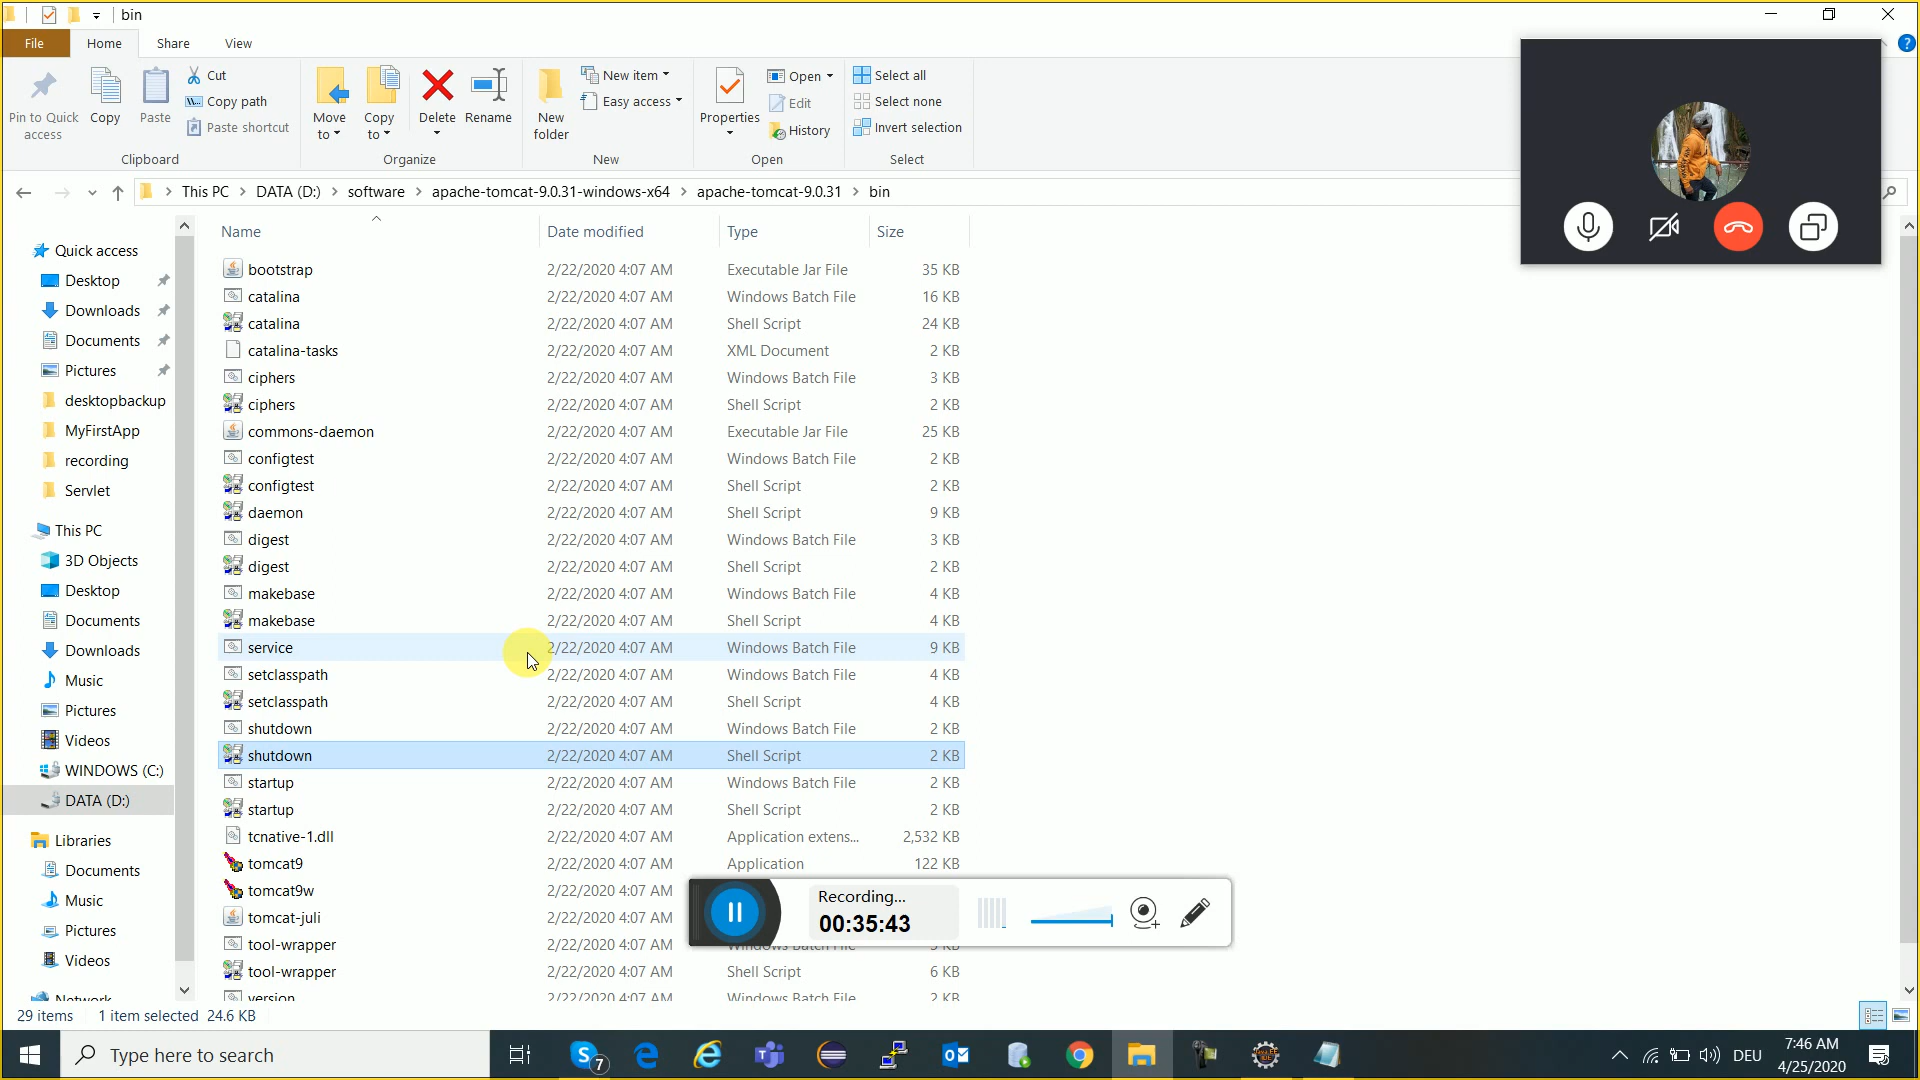 bin
File Home Share View
Pin to Quick access
Copy
Paste
Cut
Copy path
Paste shortcut
Clipboard
Move to
Copy to
Delete
Rename
Organize
New folder
New item
Easy access
New
Properties
Open
Edit
History
Open
Select all
Select none
Invert selection
Select
This PC > DATA (D:) > software > apache-tomcat-9.0.31-windows-x64 > apache-tomcat-9.0.31 > bin
Quick access
Desktop
Downloads
Documents
Pictures
desktopbackup
MyFirstApp
recording
Servlet
This PC
3D Objects
Desktop
Documents
Downloads
Music
Pictures
Videos
WINDOWS (C:)
DATA (D:)
Libraries
Documents
Music
Pictures
Videos
Network
Name Date modified Type Size
bootstrap 2/22/2020 4:07 AM Executable Jar File 35 KB
catalina 2/22/2020 4:07 AM Windows Batch File 16 KB
catalina 2/22/2020 4:07 AM Shell Script 24 KB
catalina-tasks 2/22/2020 4:07 AM XML Document 2 KB
ciphers 2/22/2020 4:07 AM Windows Batch File 3 KB
ciphers 2/22/2020 4:07 AM Shell Script 2 KB
commons-daemon 2/22/2020 4:07 AM Executable Jar File 25 KB
configtest 2/22/2020 4:07 AM Windows Batch File 2 KB
configtest 2/22/2020 4:07 AM Shell Script 2 KB
daemon 2/22/2020 4:07 AM Shell Script 9 KB
digest 2/22/2020 4:07 AM Windows Batch File 3 KB
digest 2/22/2020 4:07 AM Shell Script 2 KB
makebase 2/22/2020 4:07 AM Windows Batch File 4 KB
makebase 2/22/2020 4:07 AM Shell Script 4 KB
service 2/22/2020 4:07 AM Windows Batch File 9 KB
setclasspath 2/22/2020 4:07 AM Windows Batch File 4 KB
setclasspath 2/22/2020 4:07 AM Shell Script 4 KB
shutdown 2/22/2020 4:07 AM Windows Batch File 2 KB
shutdown 2/22/2020 4:07 AM Shell Script 2 KB
startup 2/22/2020 4:07 AM Windows Batch File 2 KB
startup 2/22/2020 4:07 AM Shell Script 2 KB
tcnative-1.dll 2/22/2020 4:07 AM Application extens... 2,532 KB
tomcat9 2/22/2020 4:07 AM Application 122 KB
tomcat9w 2/22/2020 4:07 AM
tomcat-juli 2/22/2020 4:07 AM
tool-wrapper 2/22/2020 4:07 AM Windows Batch File
tool-wrapper 2/22/2020 4:07 AM Shell Script 6 KB
version 2/22/2020 4:07 AM Windows Batch File 2 KB
Recording...
00:35:43
29 items 1 item selected 24.6 KB
Type here to search
7
DEU
7:46 AM
4/25/2020